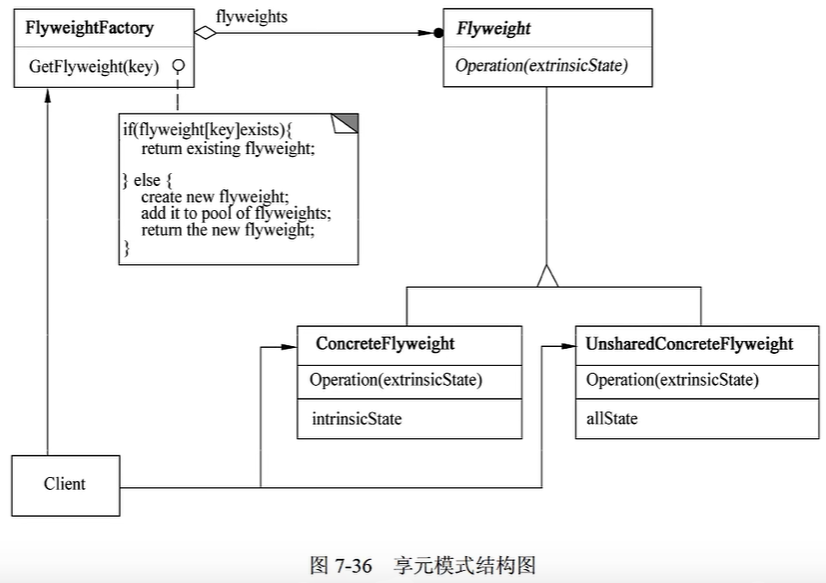 FlyweightFactory
flyweights
Flyweight
GetFlyweight(key)
Operation(extrinsicState)
if(flyweight[key]exists){
return existing flyweight;
} else {
create new flyweight;
add it to pool of flyweights;
return the new flyweight;
}
ConcreteFlyweight
Operation(extrinsicState)
intrinsicState
UnsharedConcreteFlyweight
Operation(extrinsicState)
allState
Client
图 7-36 享元模式结构图